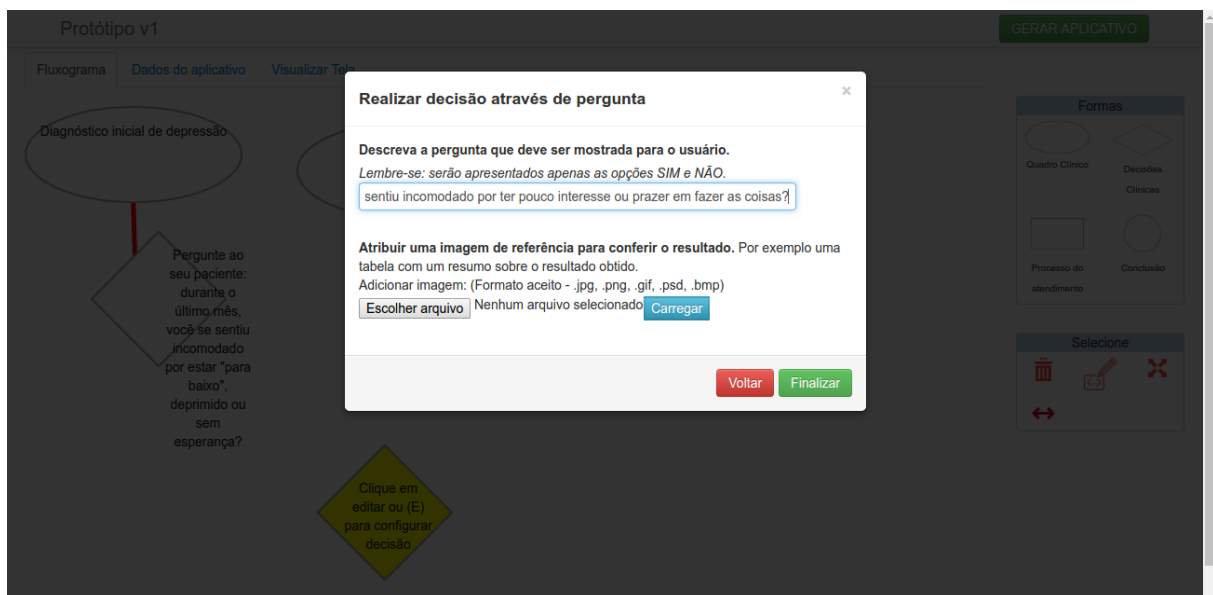 Protótipo v1
GERAR APLICATIVO
Fluxograma
Dados do aplicativo
Visualizar Tela
Realizar decisão através de pergunta
×
Descreva a pergunta que deve ser mostrada para o usuário.
Lembre-se: serão apresentados apenas as opções SIM e NÃO.
sentiu incomodado por ter pouco interesse ou prazer em fazer as coisas?
Atribuir uma imagem de referência para conferir o resultado. Por exemplo uma
tabela com um resumo sobre o resultado obtido.
Adicionar imagem: (Formato aceito - .jpg, .png, .gif, .psd, .bmp)
Escolher arquivo Nenhum arquivo selecionado Carregar
Voltar
Finalizar
Diagnóstico inicial de depressão
Pergunte ao
seu paciente:
durante o
último mês,
você se sentiu
incomodado
por estar "para
baixo",
deprimido ou
sem
esperança?
Clique em
editar ou (E)
para configurar
decisão
Formas
Quadro Clínico
Decisões
Clínicas
Processo do
atendimento
Conclusão
Selecione